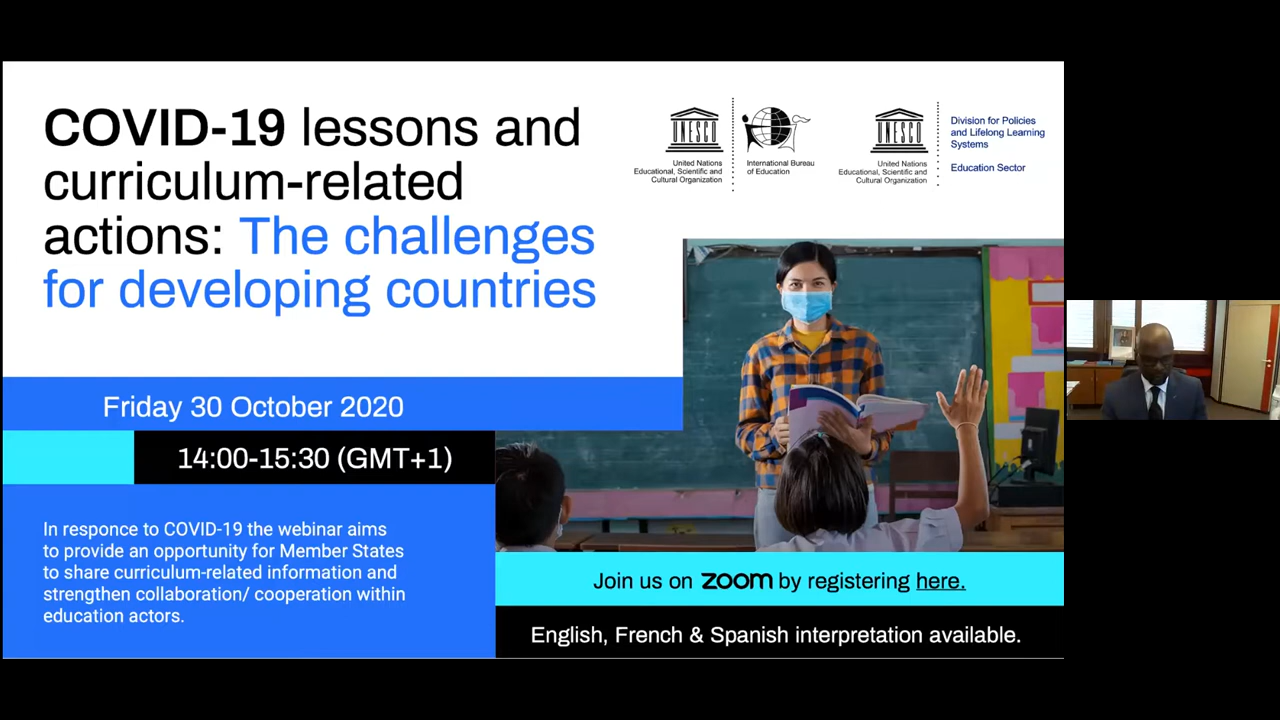 COVID-19 lessons and
curriculum-related
actions: The challenges
for developing countries
UNESCO
United Nations
Educational, Scientific and
Cultural Organization
International Bureau
of Education
UNESCO
United Nations
Educational, Scientific and
Cultural Organization
Division for Policies
and Lifelong Learning
Systems
Education Sector
Friday 30 October 2020
14:00-15:30 (GMT+1)
In responce to COVID-19 the webinar aims
to provide an opportunity for Member States
to share curriculum-related information and
strengthen collaboration/ cooperation within
education actors.
Join us on zoom by registering here.
English, French & Spanish interpretation available.